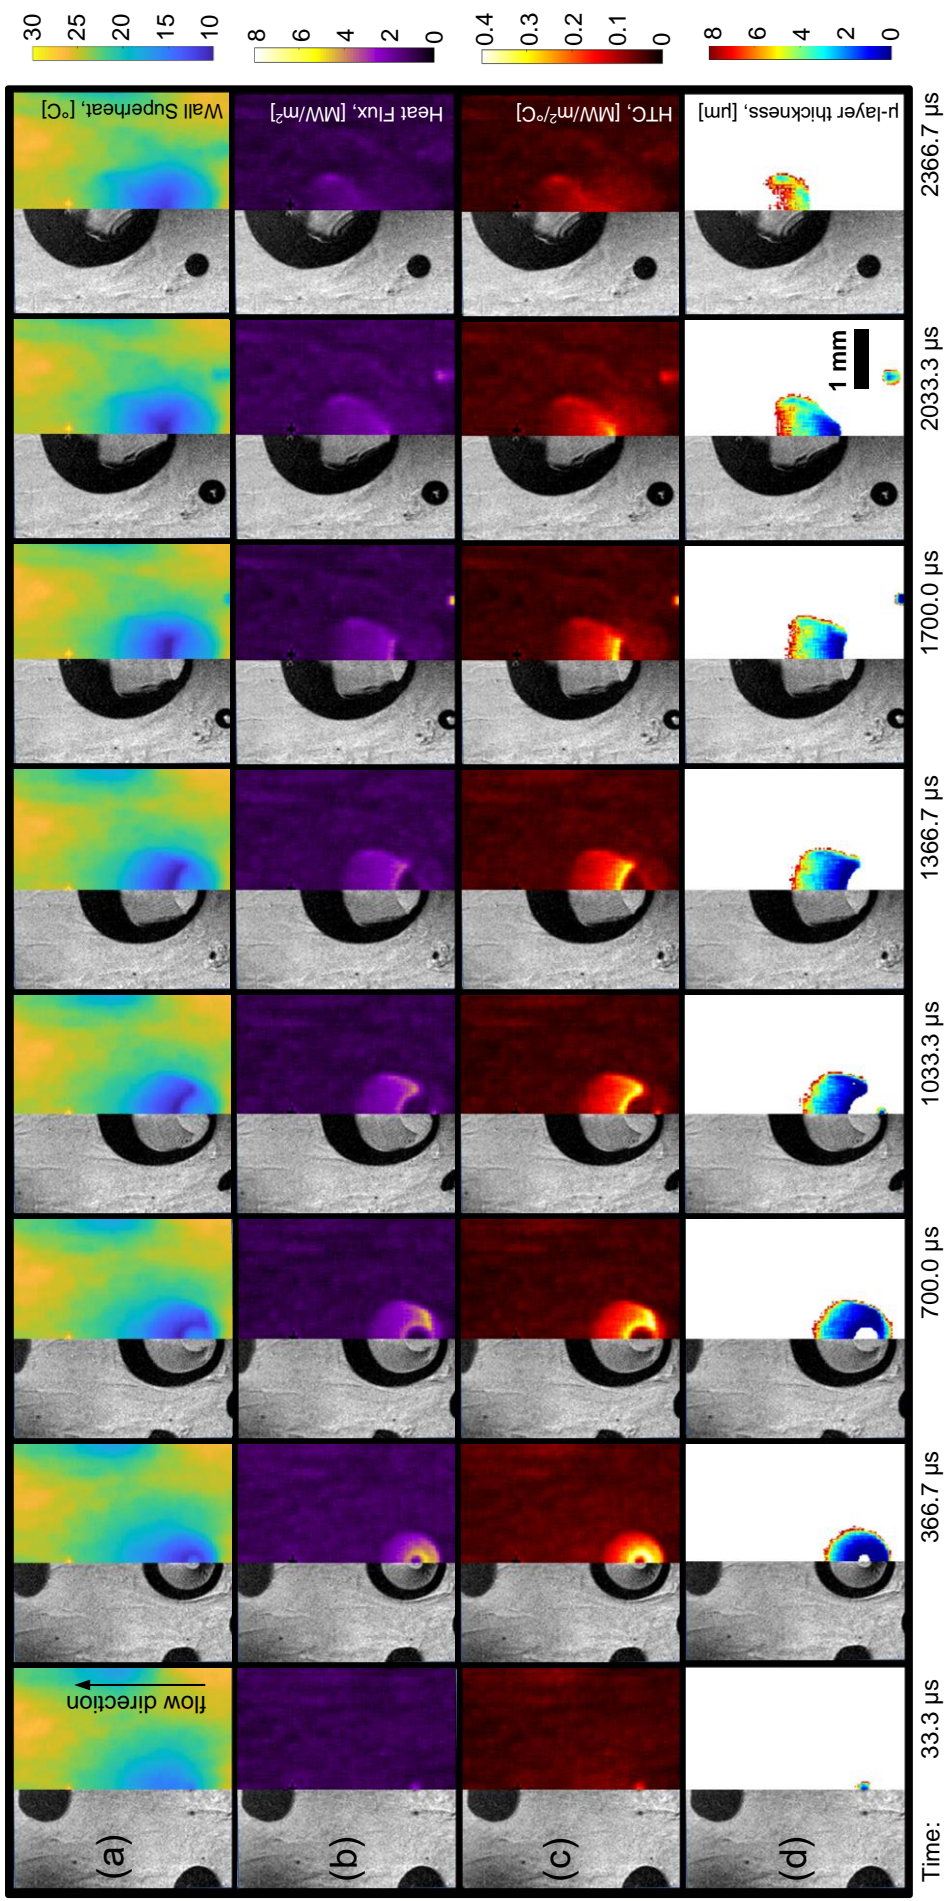 (a)
flow direction
Wall Superheat, [°C]
30
25
20
15
10
(b)
Heat Flux, [MW/m²]
8
6
4
2
0
(c)
HTC, [MW/m²/°C]
0.4
0.3
0.2
0.1
0
(d)
1 mm
µ-layer thickness, [µm]
8
6
4
2
0
Time: 33.3 µs 366.7 µs 700.0 µs 1033.3 µs 1366.7 µs 1700.0 µs 2033.3 µs 2366.7 µs